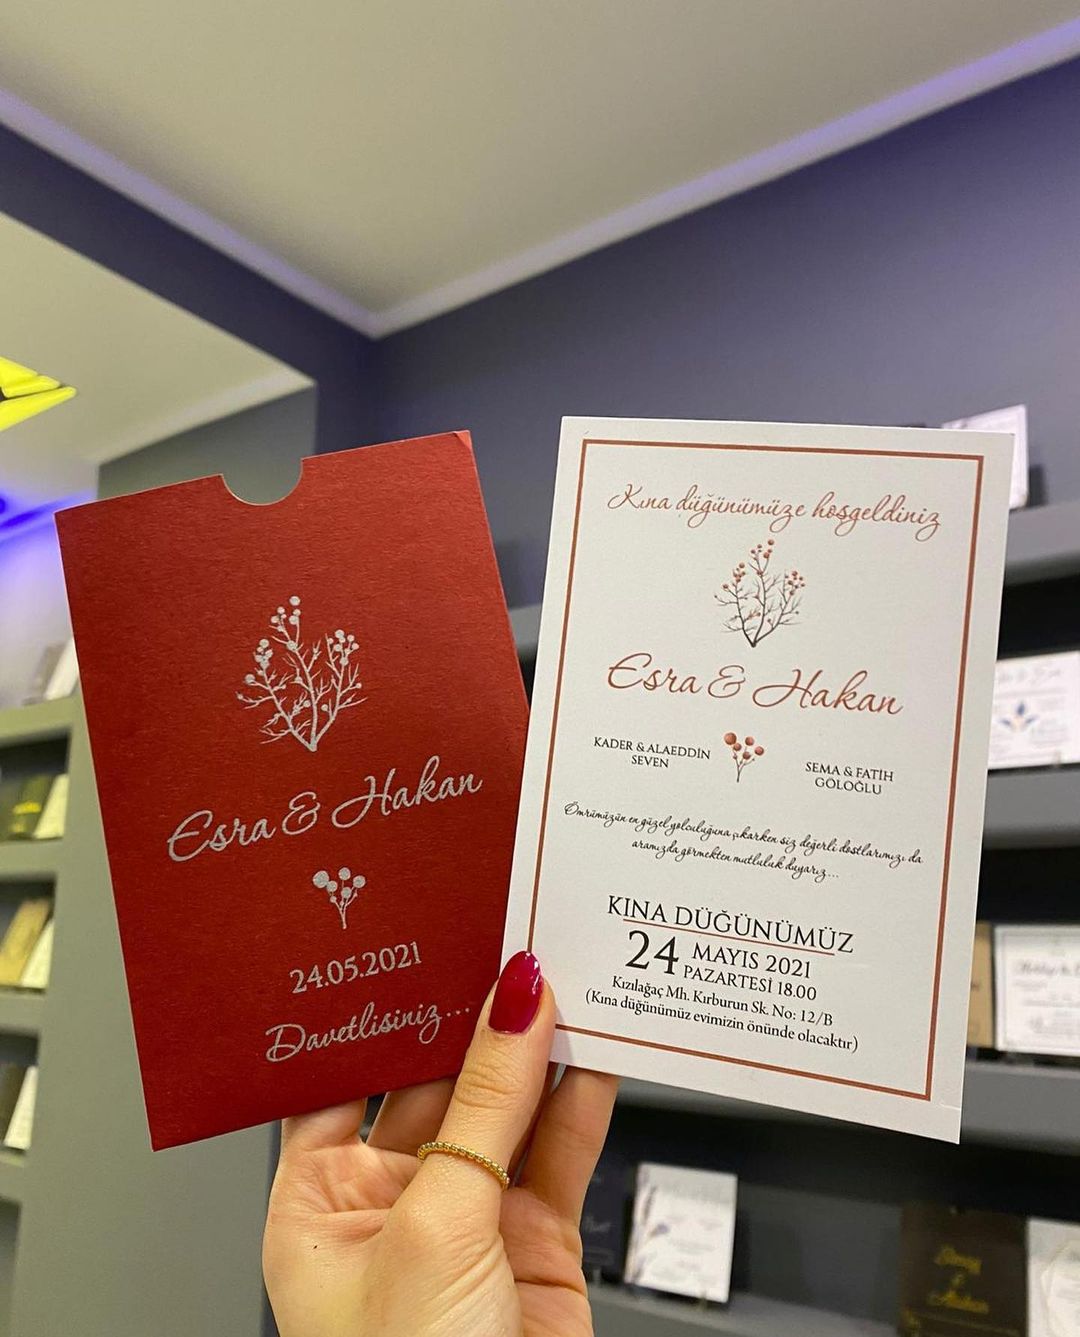 Esra & Hakan
24.05.2021
Davetlisiniz...
Kına düğünümüze hoşgeldiniz
Esra & Hakan
KADER & ALAEDDİN
SEVEN
SEMA & FATİH
GÖLOĞLU
Ömrümüzün en güzel yolculuğuna çıkarken siz değerli dostlarımızı da
aramızda görmekten mutluluk duyarız...
KINA DÜĞÜNÜMÜZ
24 MAYIS 2021
PAZARTESİ 18.00
Kızılağaç Mh. Kırburun Sk. No: 12/B
(Kına düğünümüz evimizin önünde olacaktır)